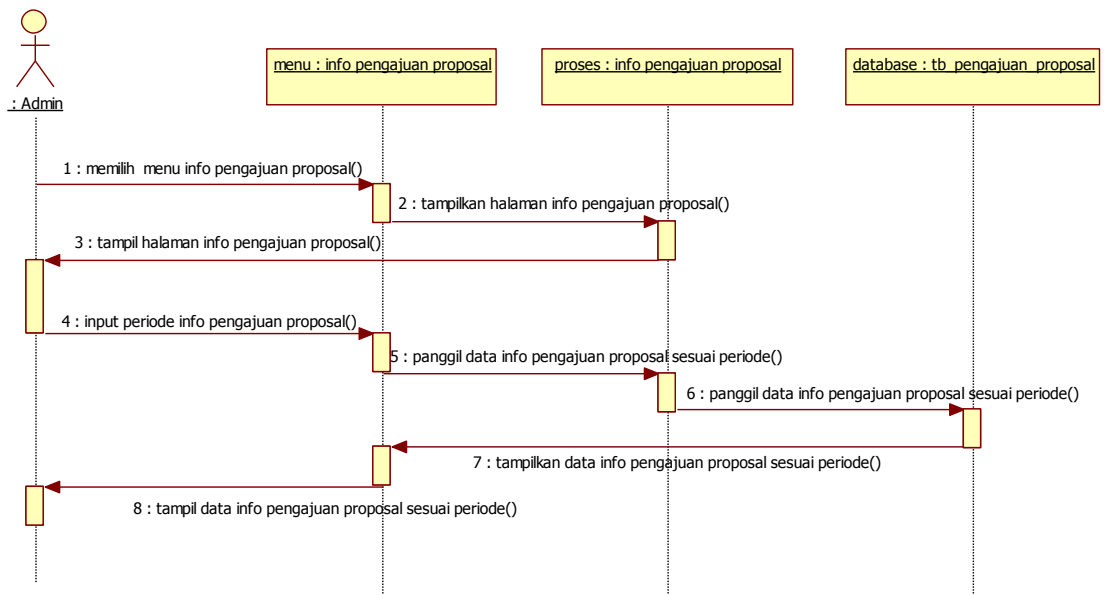 menu : info pengajuan proposal
proses : info pengajuan proposal
database : tb_pengajuan_proposal
: Admin
1 : memilih  menu info pengajuan proposal()
2 : tampilkan halaman info pengajuan proposal()
3 : tampil halaman info pengajuan proposal()
4 : input periode info pengajuan proposal()
5 : panggil data info pengajuan proposal sesuai periode()
6 : panggil data info pengajuan proposal sesuai periode()
7 : tampilkan data info pengajuan proposal sesuai periode()
8 : tampil data info pengajuan proposal sesuai periode()